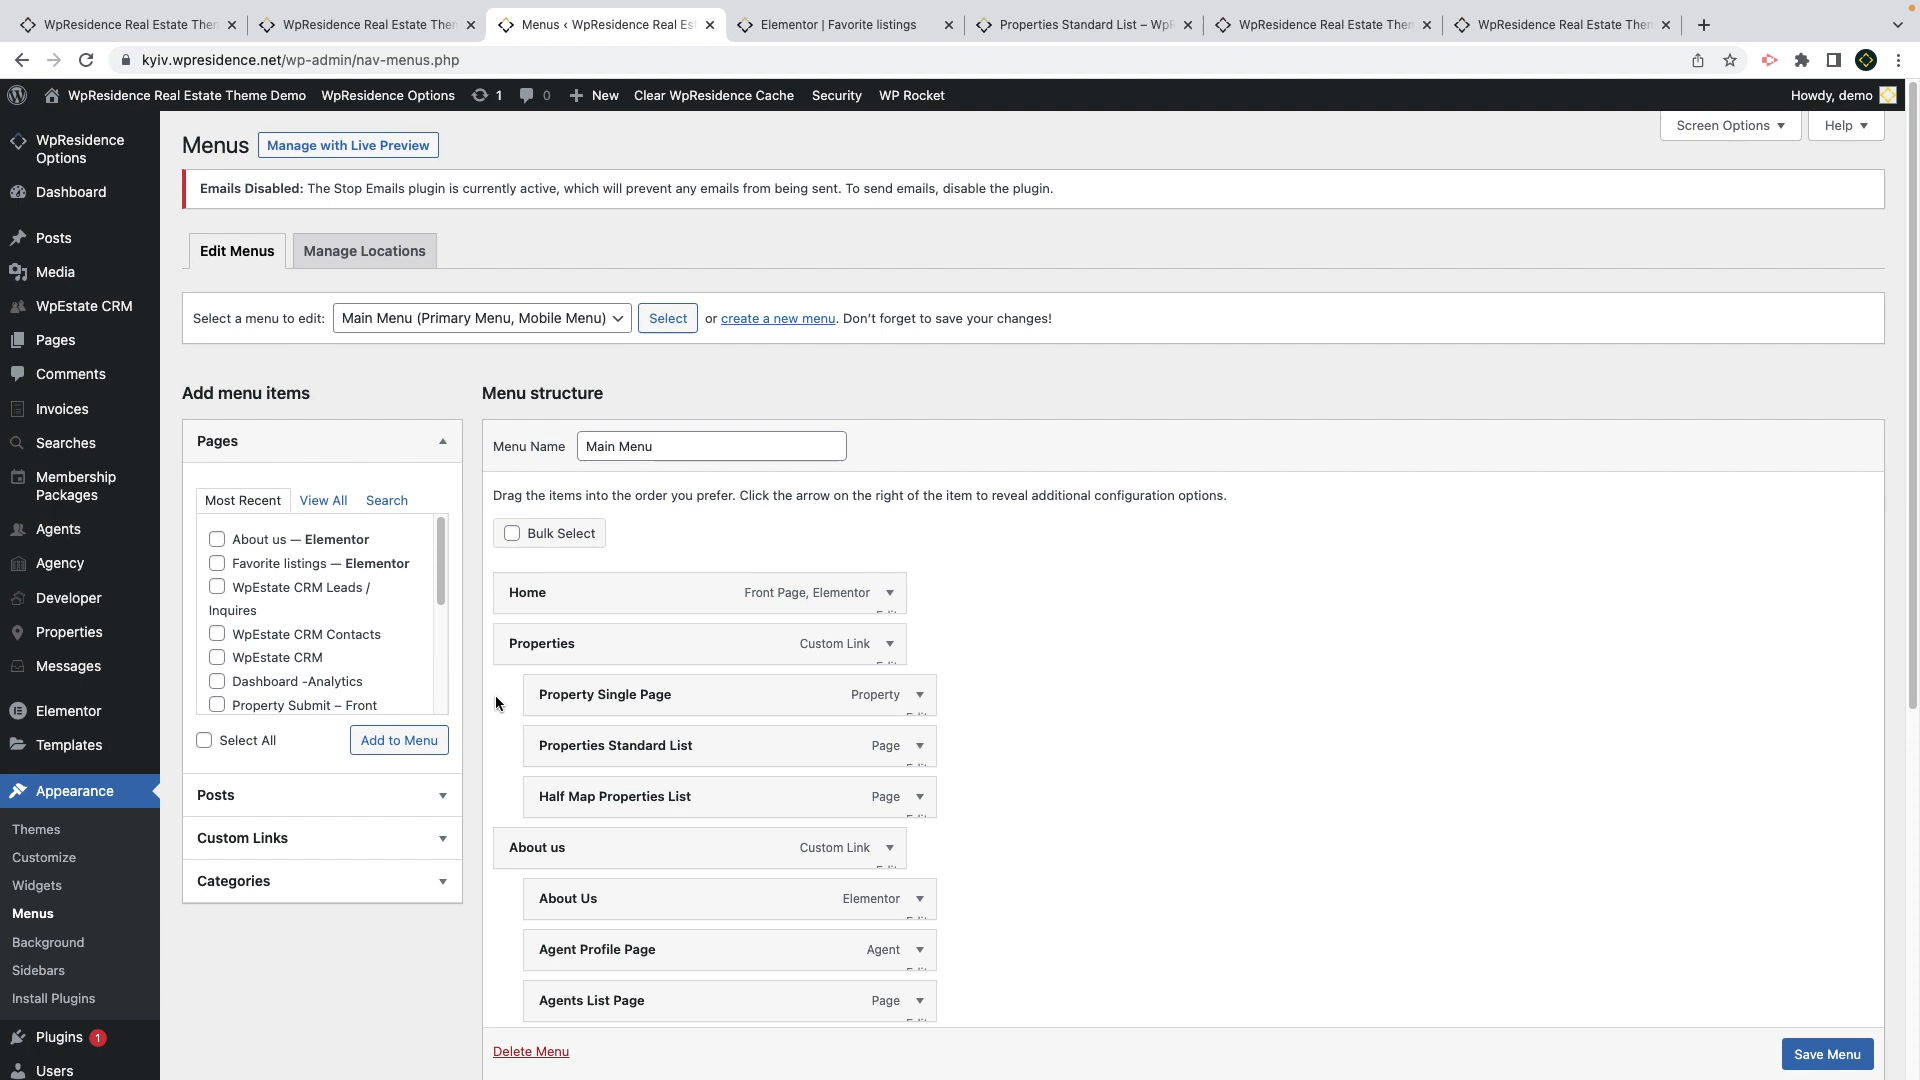 WpResidence Real Estate Then
WpResidence Real Estate Then
Menus ‹ WpResidence Real Est
Elementor | Favorite listings
Properties Standard List – WpR
WpResidence Real Estate Then
WpResidence Real Estate Then
kyiv.wpresidence.net/wp-admin/nav-menus.php
WpResidence Real Estate Theme Demo
WpResidence Options
1
0
New
Clear WpResidence Cache
Security
WP Rocket
Howdy, demo
WpResidence
Options
Dashboard
Posts
Media
WpEstate CRM
Pages
Comments
Invoices
Searches
Membership
Packages
Agents
Agency
Developer
Properties
Messages
Elementor
Templates
Appearance
Themes
Customize
Widgets
Menus
Background
Sidebars
Install Plugins
Plugins 1
Users
Screen Options
Help
Menus
Manage with Live Preview
Emails Disabled: The Stop Emails plugin is currently active, which will prevent any emails from being sent. To send emails, disable the plugin.
Edit Menus
Manage Locations
Select a menu to edit: Main Menu (Primary Menu, Mobile Menu) Select or create a new menu. Don't forget to save your changes!
Add menu items
Pages
Most Recent View All Search
About us — Elementor
Favorite listings — Elementor
WpEstate CRM Leads /
Inquires
WpEstate CRM Contacts
WpEstate CRM
Dashboard -Analytics
Property Submit – Front
Select All
Add to Menu
Posts
Custom Links
Categories
Menu structure
Menu Name Main Menu
Drag the items into the order you prefer. Click the arrow on the right of the item to reveal additional configuration options.
Bulk Select
Home Front Page, Elementor
Properties Custom Link
Property Single Page Property
Properties Standard List Page
Half Map Properties List Page
About us Custom Link
About Us Elementor
Agent Profile Page Agent
Agents List Page Page
Delete Menu
Save Menu